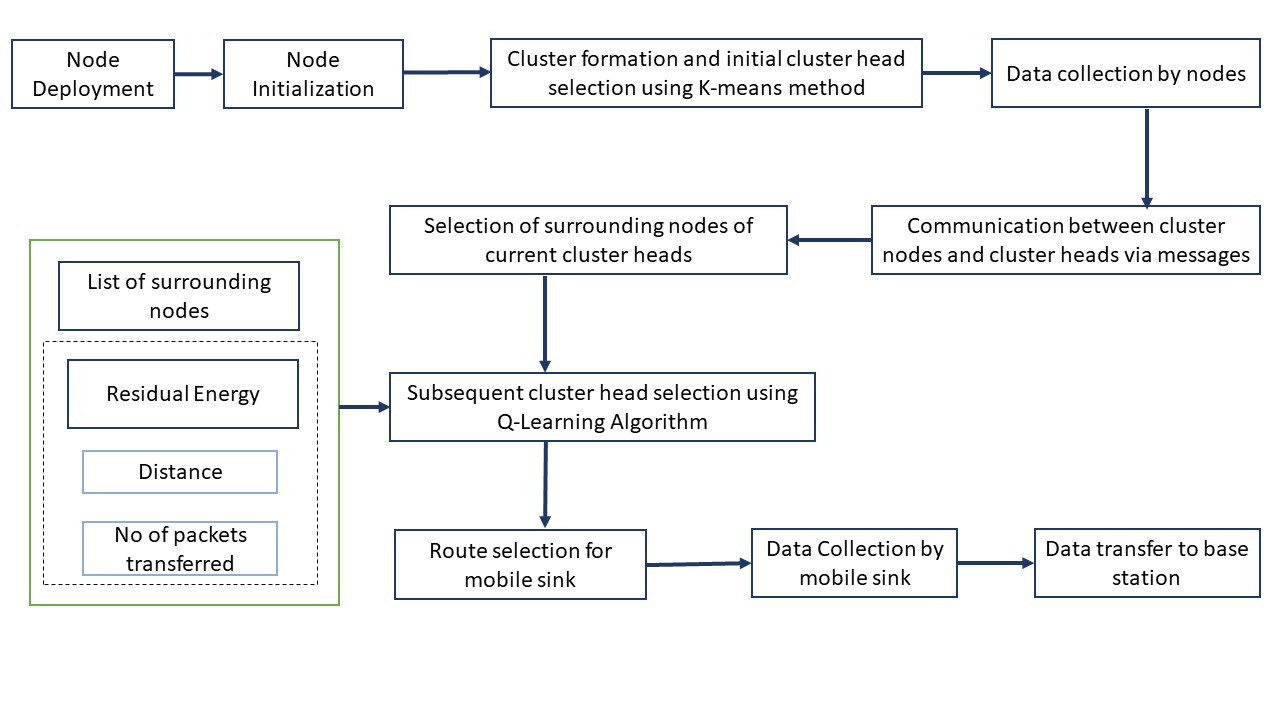 Node
Deployment
Node
Initialization
Cluster formation and initial cluster head
selection using K-means method
Data collection by nodes
Communication between cluster
nodes and cluster heads via messages
Selection of surrounding nodes of
current cluster heads
List of surrounding
nodes
Residual Energy
Distance
No of packets
transferred
Subsequent cluster head selection using
Q-Learning Algorithm
Route selection for
mobile sink
Data Collection by
mobile sink
Data transfer to base
station